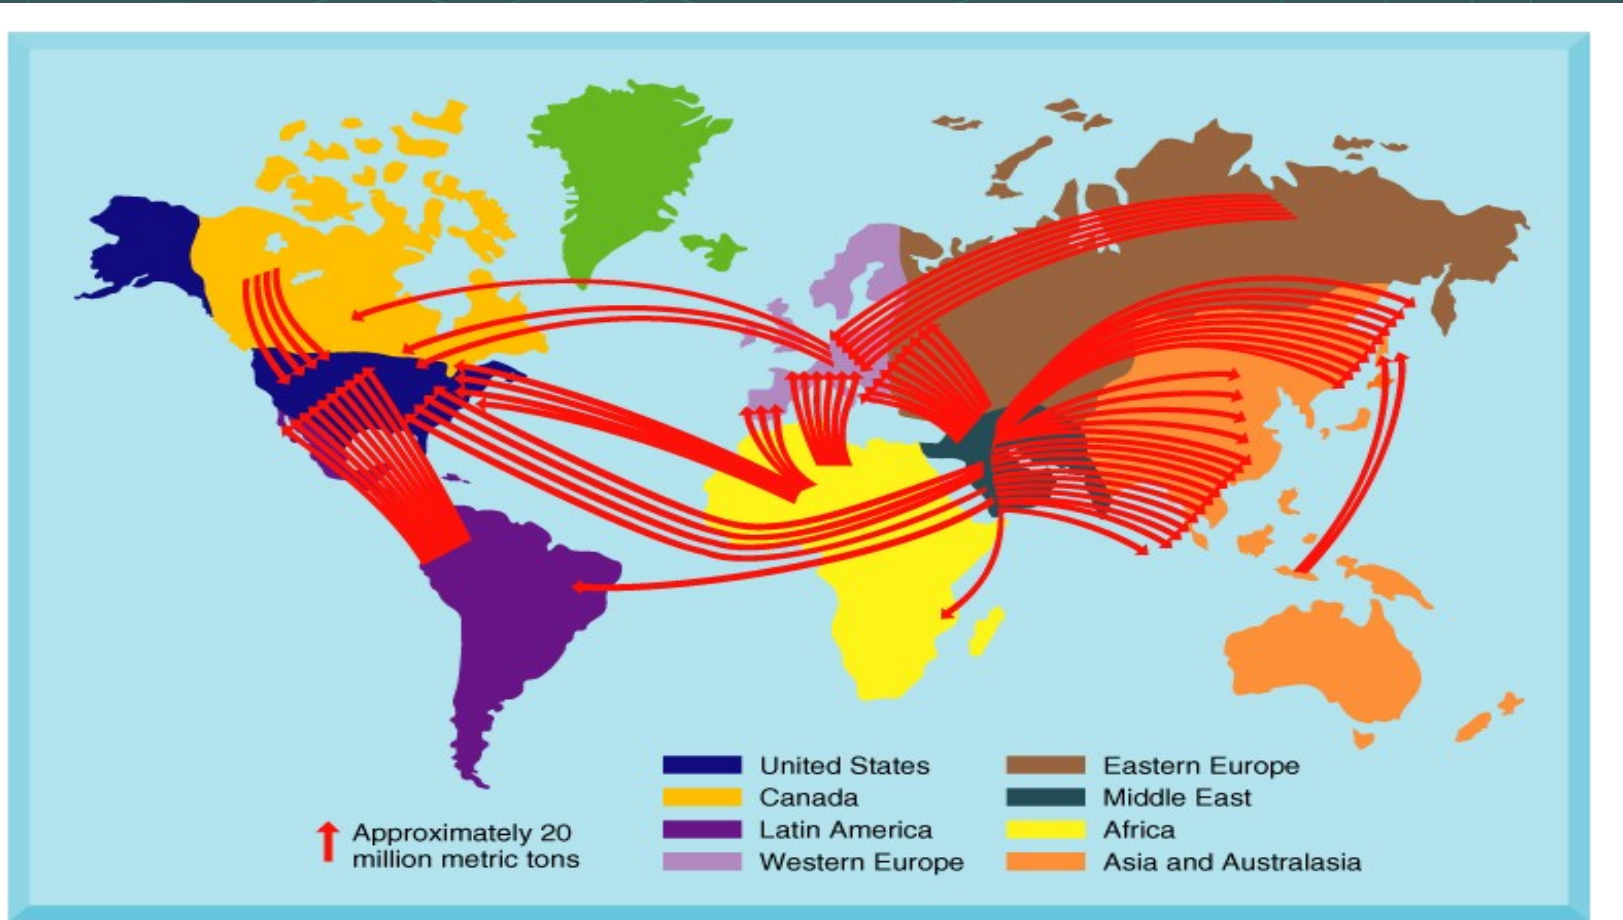 United States
Canada
Latin America
Western Europe
Eastern Europe
Middle East
Africa
Asia and Australasia
Approximately 20
million metric tons